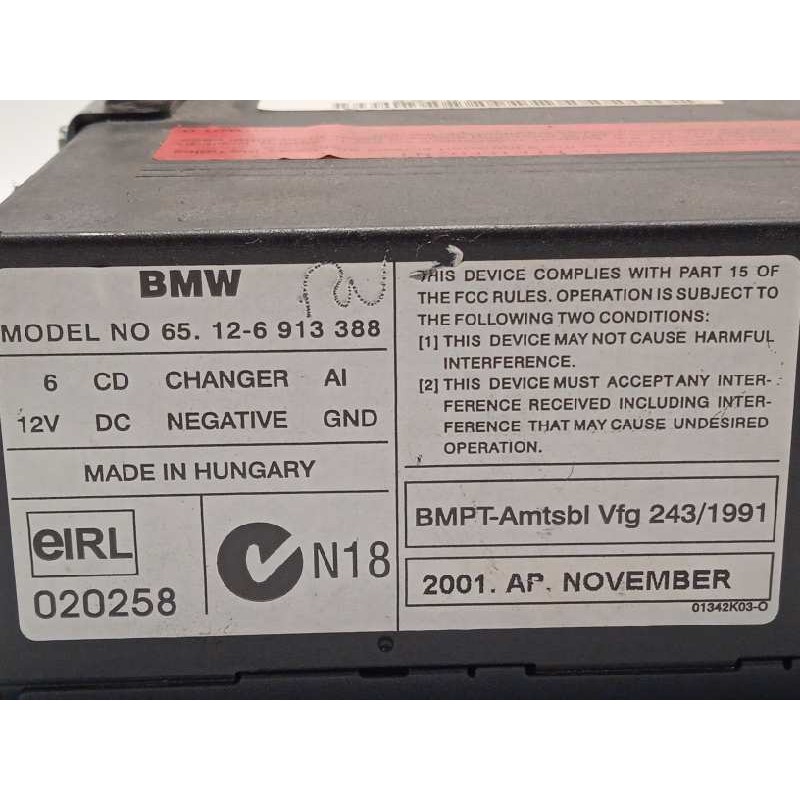 BMW
MODEL NO 65. 12-6 913 388
6 CD CHANGER AI
12V DC NEGATIVE GND
MADE IN HUNGARY
eIRL
020258
N18
THIS DEVICE COMPLIES WITH PART 15 OF
THE FCC RULES. OPERATION IS SUBJECT TO
THE FOLLOWING TWO CONDITIONS:
[1] THIS DEVICE MAY NOT CAUSE HARMFUL
INTERFERENCE.
[2] THIS DEVICE MUST ACCEPT ANY INTER-
FERENCE RECEIVED INCLUDING INTER-
FERENCE THAT MAY CAUSE UNDESIRED
OPERATION.
BMPT-Amtsbl Vfg 243/1991
2001. AP. NOVEMBER
01342K03-O